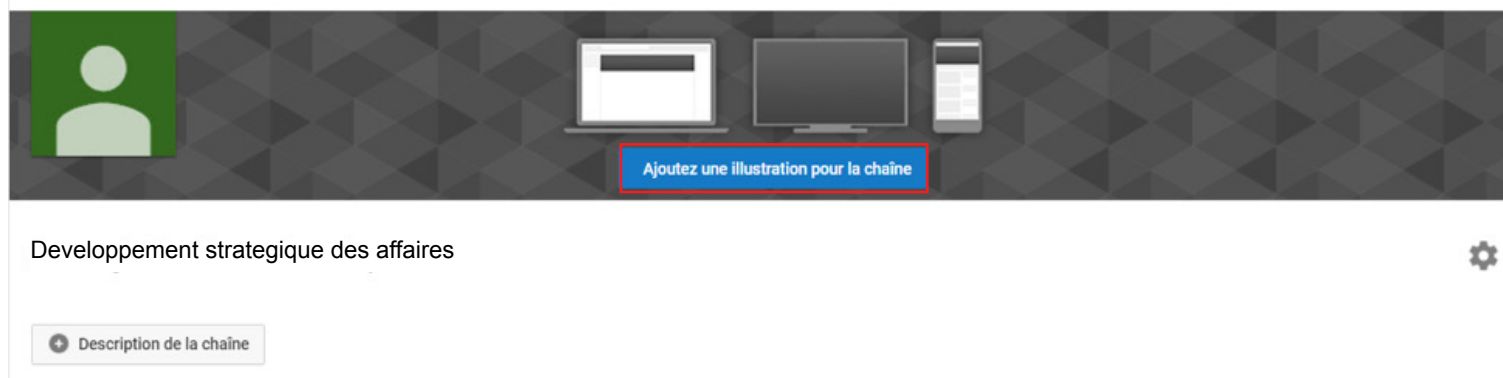 Ajoutez une illustration pour la chaîne
Developpement strategique des affaires
Description de la chaîne